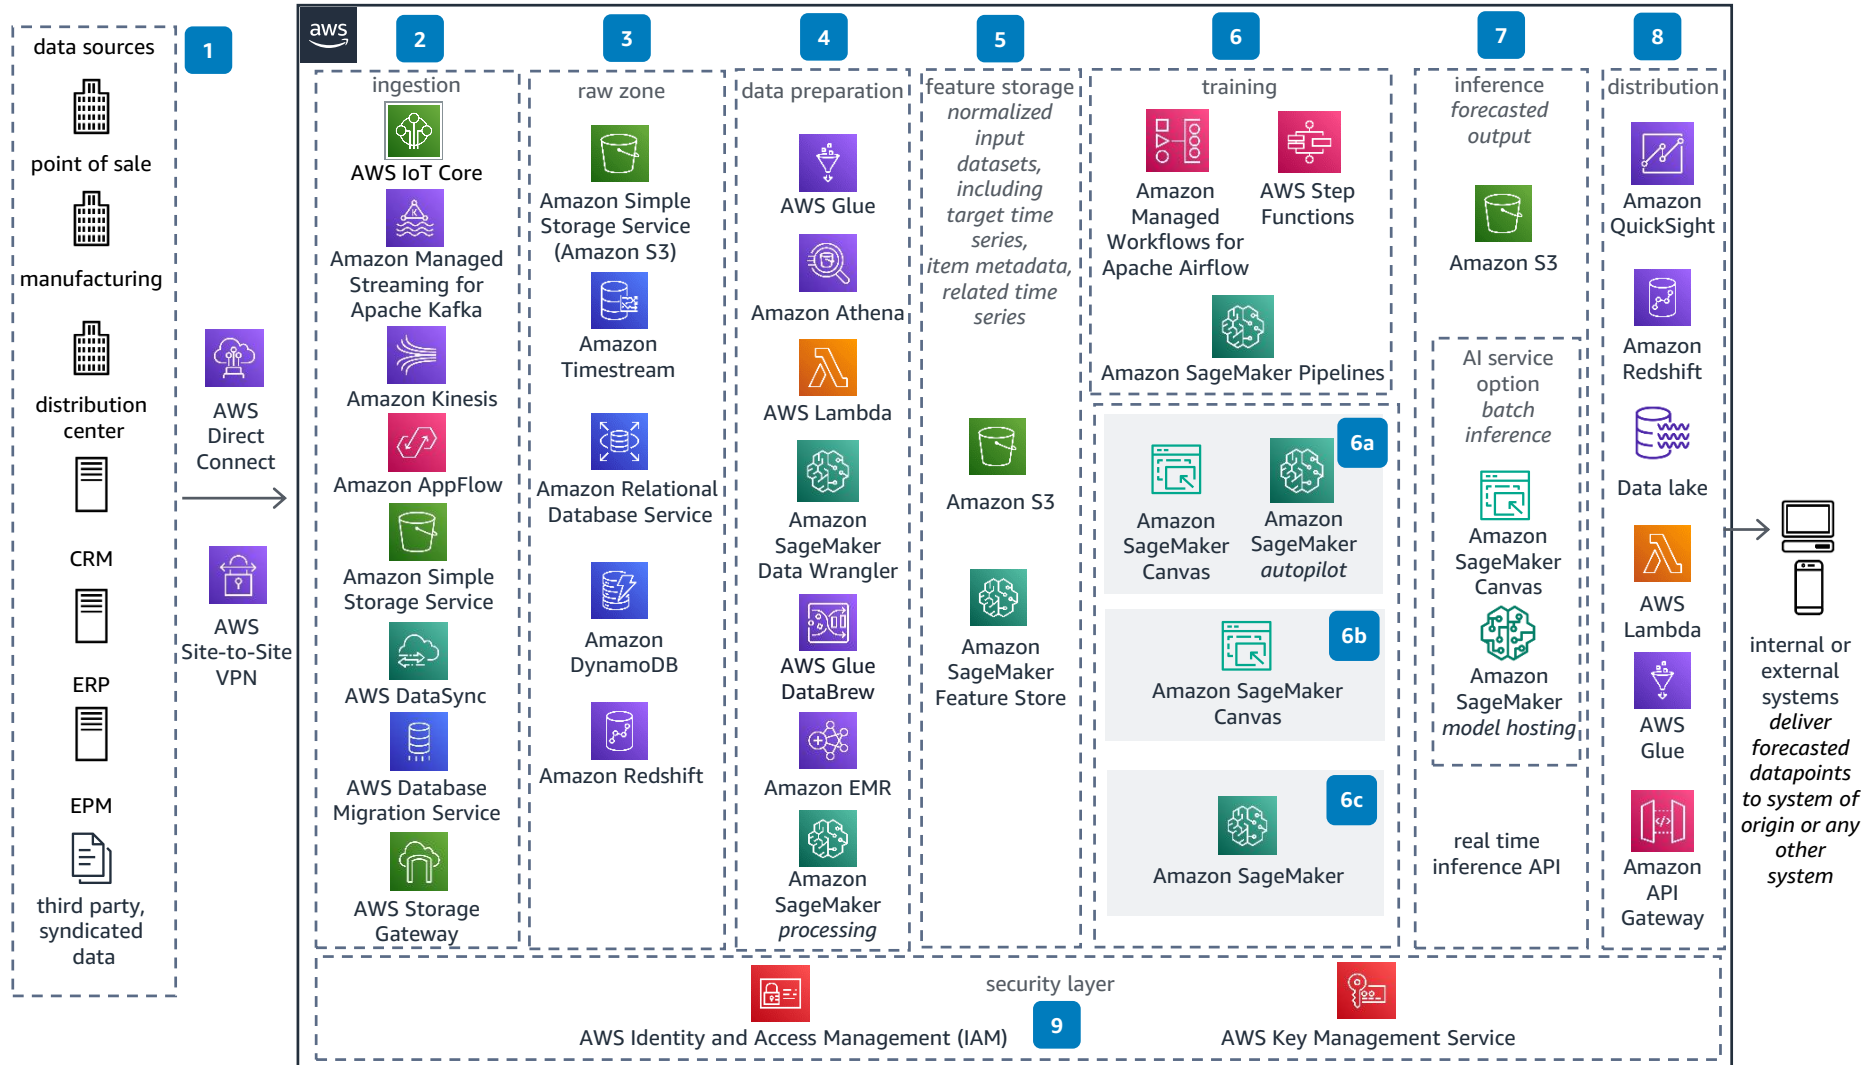 data sources
point of sale
manufacturing
distribution
center
CRM
ERP
EPM
third party,
syndicated
data
1
AWS
Direct
Connect
AWS
Site-to-Site
VPN
aws
2
ingestion
AWS IoT Core
Amazon Managed
Streaming for
Apache Kafka
Amazon Kinesis
Amazon AppFlow
Amazon Simple
Storage Service
AWS DataSync
AWS Database
Migration Service
AWS Storage
Gateway
3
raw zone
Amazon Simple
Storage Service
(Amazon S3)
Amazon
Timestream
Amazon Relational
Database Service
Amazon
DynamoDB
Amazon Redshift
4
data preparation
AWS Glue
Amazon Athena
AWS Lambda
Amazon
SageMaker
Data Wrangler
AWS Glue
DataBrew
Amazon EMR
Amazon
SageMaker
processing
5
feature storage
normalized
input
datasets,
including
target time
series,
item metadata,
related time
series
Amazon S3
Amazon
SageMaker
Feature Store
6
training
Amazon
Managed
Workflows for
Apache Airflow
AWS Step
Functions
Amazon SageMaker Pipelines
6a
Amazon
SageMaker
Canvas
Amazon
SageMaker
autopilot
6b
Amazon SageMaker
Canvas
6c
Amazon SageMaker
7
inference
forecasted
output
Amazon S3
AI service
option
batch
inference
Amazon
SageMaker
Canvas
Amazon
SageMaker
model hosting
real time
inference API
8
distribution
Amazon
QuickSight
Amazon
Redshift
Data lake
AWS
Lambda
AWS
Glue
Amazon
API
Gateway
internal or
external
systems
deliver
forecasted
datapoints
to system of
origin or any
other
system
security layer
9
AWS Identity and Access Management (IAM)
AWS Key Management Service